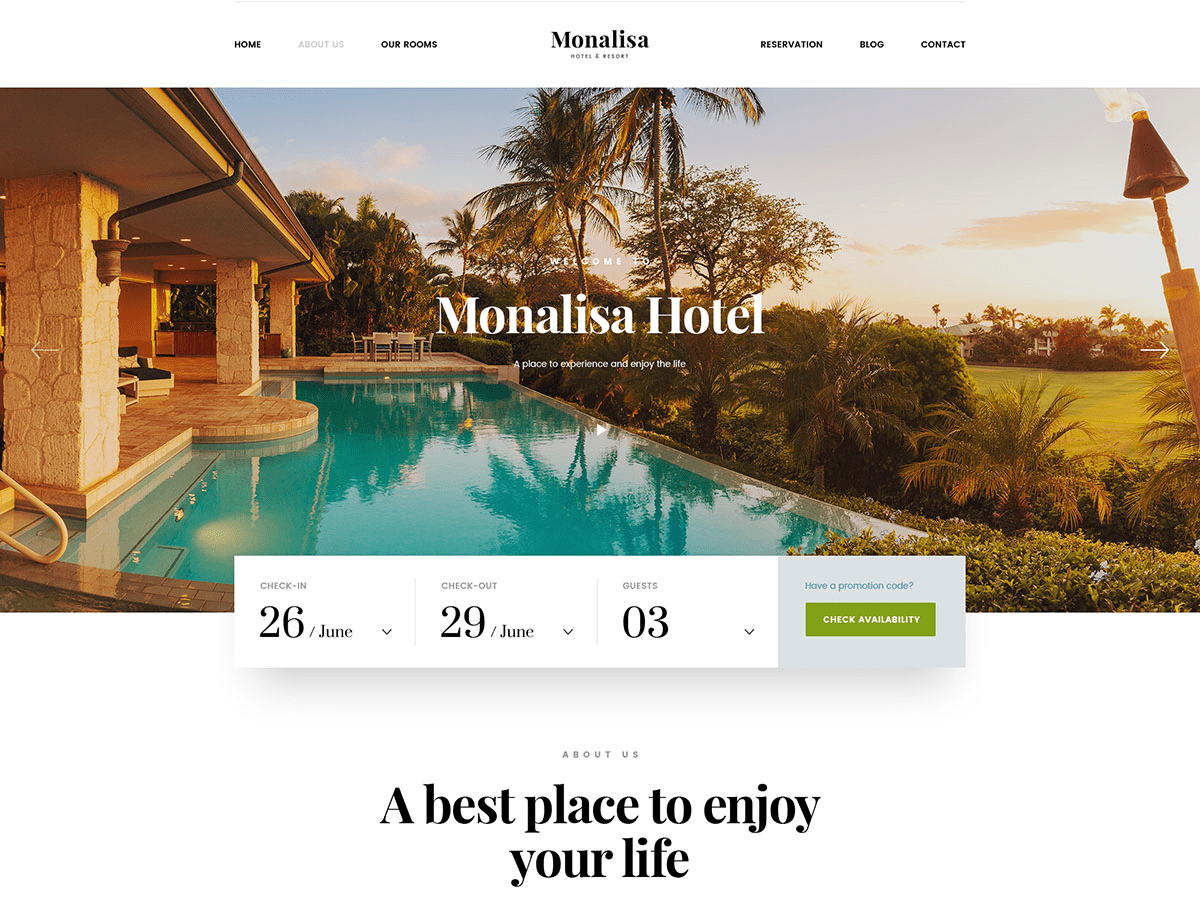 HOME
ABOUT US
OUR ROOMS
Monalisa
HOTEL & RESORT
RESERVATION
BLOG
CONTACT
WELCOME TO
Monalisa Hotel
A place to experience and enjoy the life
CHECK-IN
26 / June
CHECK-OUT
29 / June
GUESTS
03
Have a promotion code?
CHECK AVAILABILITY
ABOUT US
A best place to enjoy
your life